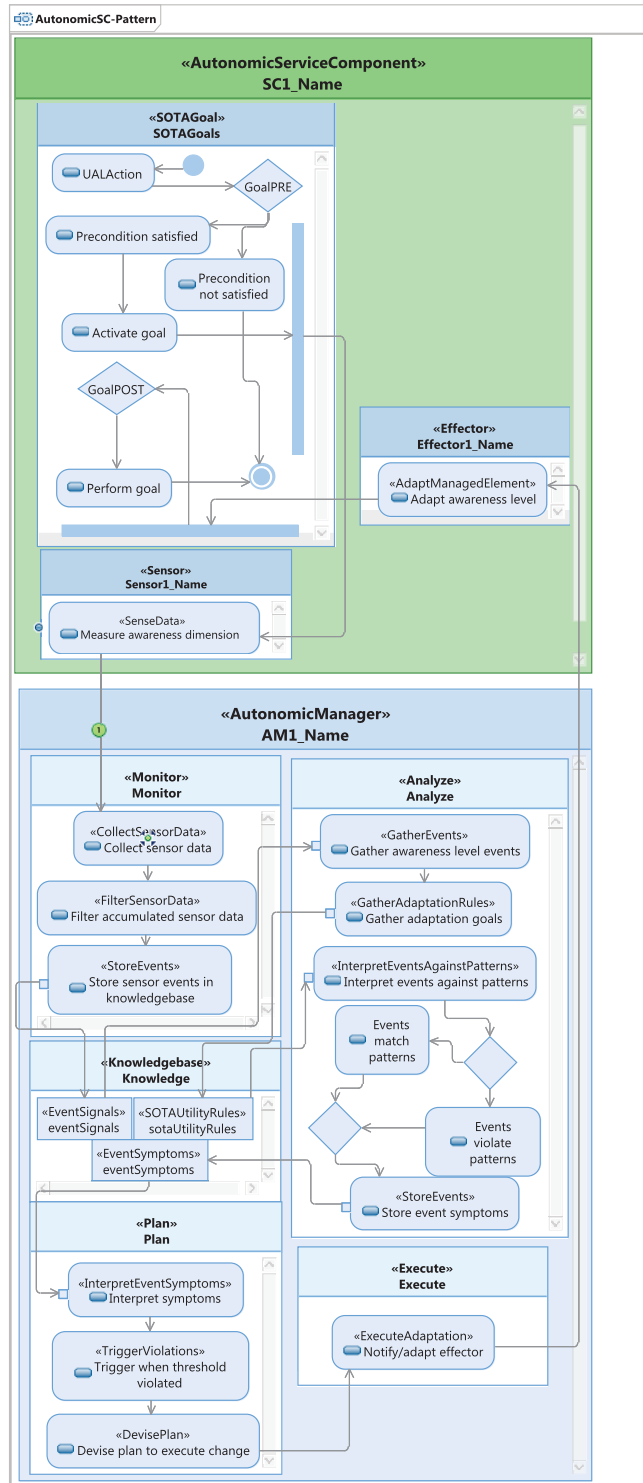 AutonomicSC-Pattern
«AutonomicServiceComponent»
SC1_Name
«SOTAGoal»
SOTAGoals
UALAction
GoalPRE
Precondition satisfied
Precondition
not satisfied
Activate goal
GoalPOST
Perform goal
«Effector»
Effector1_Name
«AdaptManagedElement»
Adapt awareness level
«Sensor»
Sensor1_Name
«SenseData»
Measure awareness dimension
1
«AutonomicManager»
AM1_Name
«Monitor»
Monitor
«CollectSensorData»
Collect sensor data
«FilterSensorData»
Filter accumulated sensor data
«StoreEvents»
Store sensor events in
knowledgebase
«Analyze»
Analyze
«GatherEvents»
Gather awareness level events
«GatherAdaptationRules»
Gather adaptation goals
«InterpretEventsAgainstPatterns»
Interpret events against patterns
Events
match
patterns
Events
violate
patterns
«StoreEvents»
Store event symptoms
«Knowledgebase»
Knowledge
«EventSignals»
eventSignals
«SOTAUtilityRules»
sotaUtilityRules
«EventSymptoms»
eventSymptoms
«Plan»
Plan
«InterpretEventSymptoms»
Interpret symptoms
«TriggerViolations»
Trigger when threshold
violated
«DevisePlan»
Devise plan to execute change
«Execute»
Execute
«ExecuteAdaptation»
Notify/adapt effector